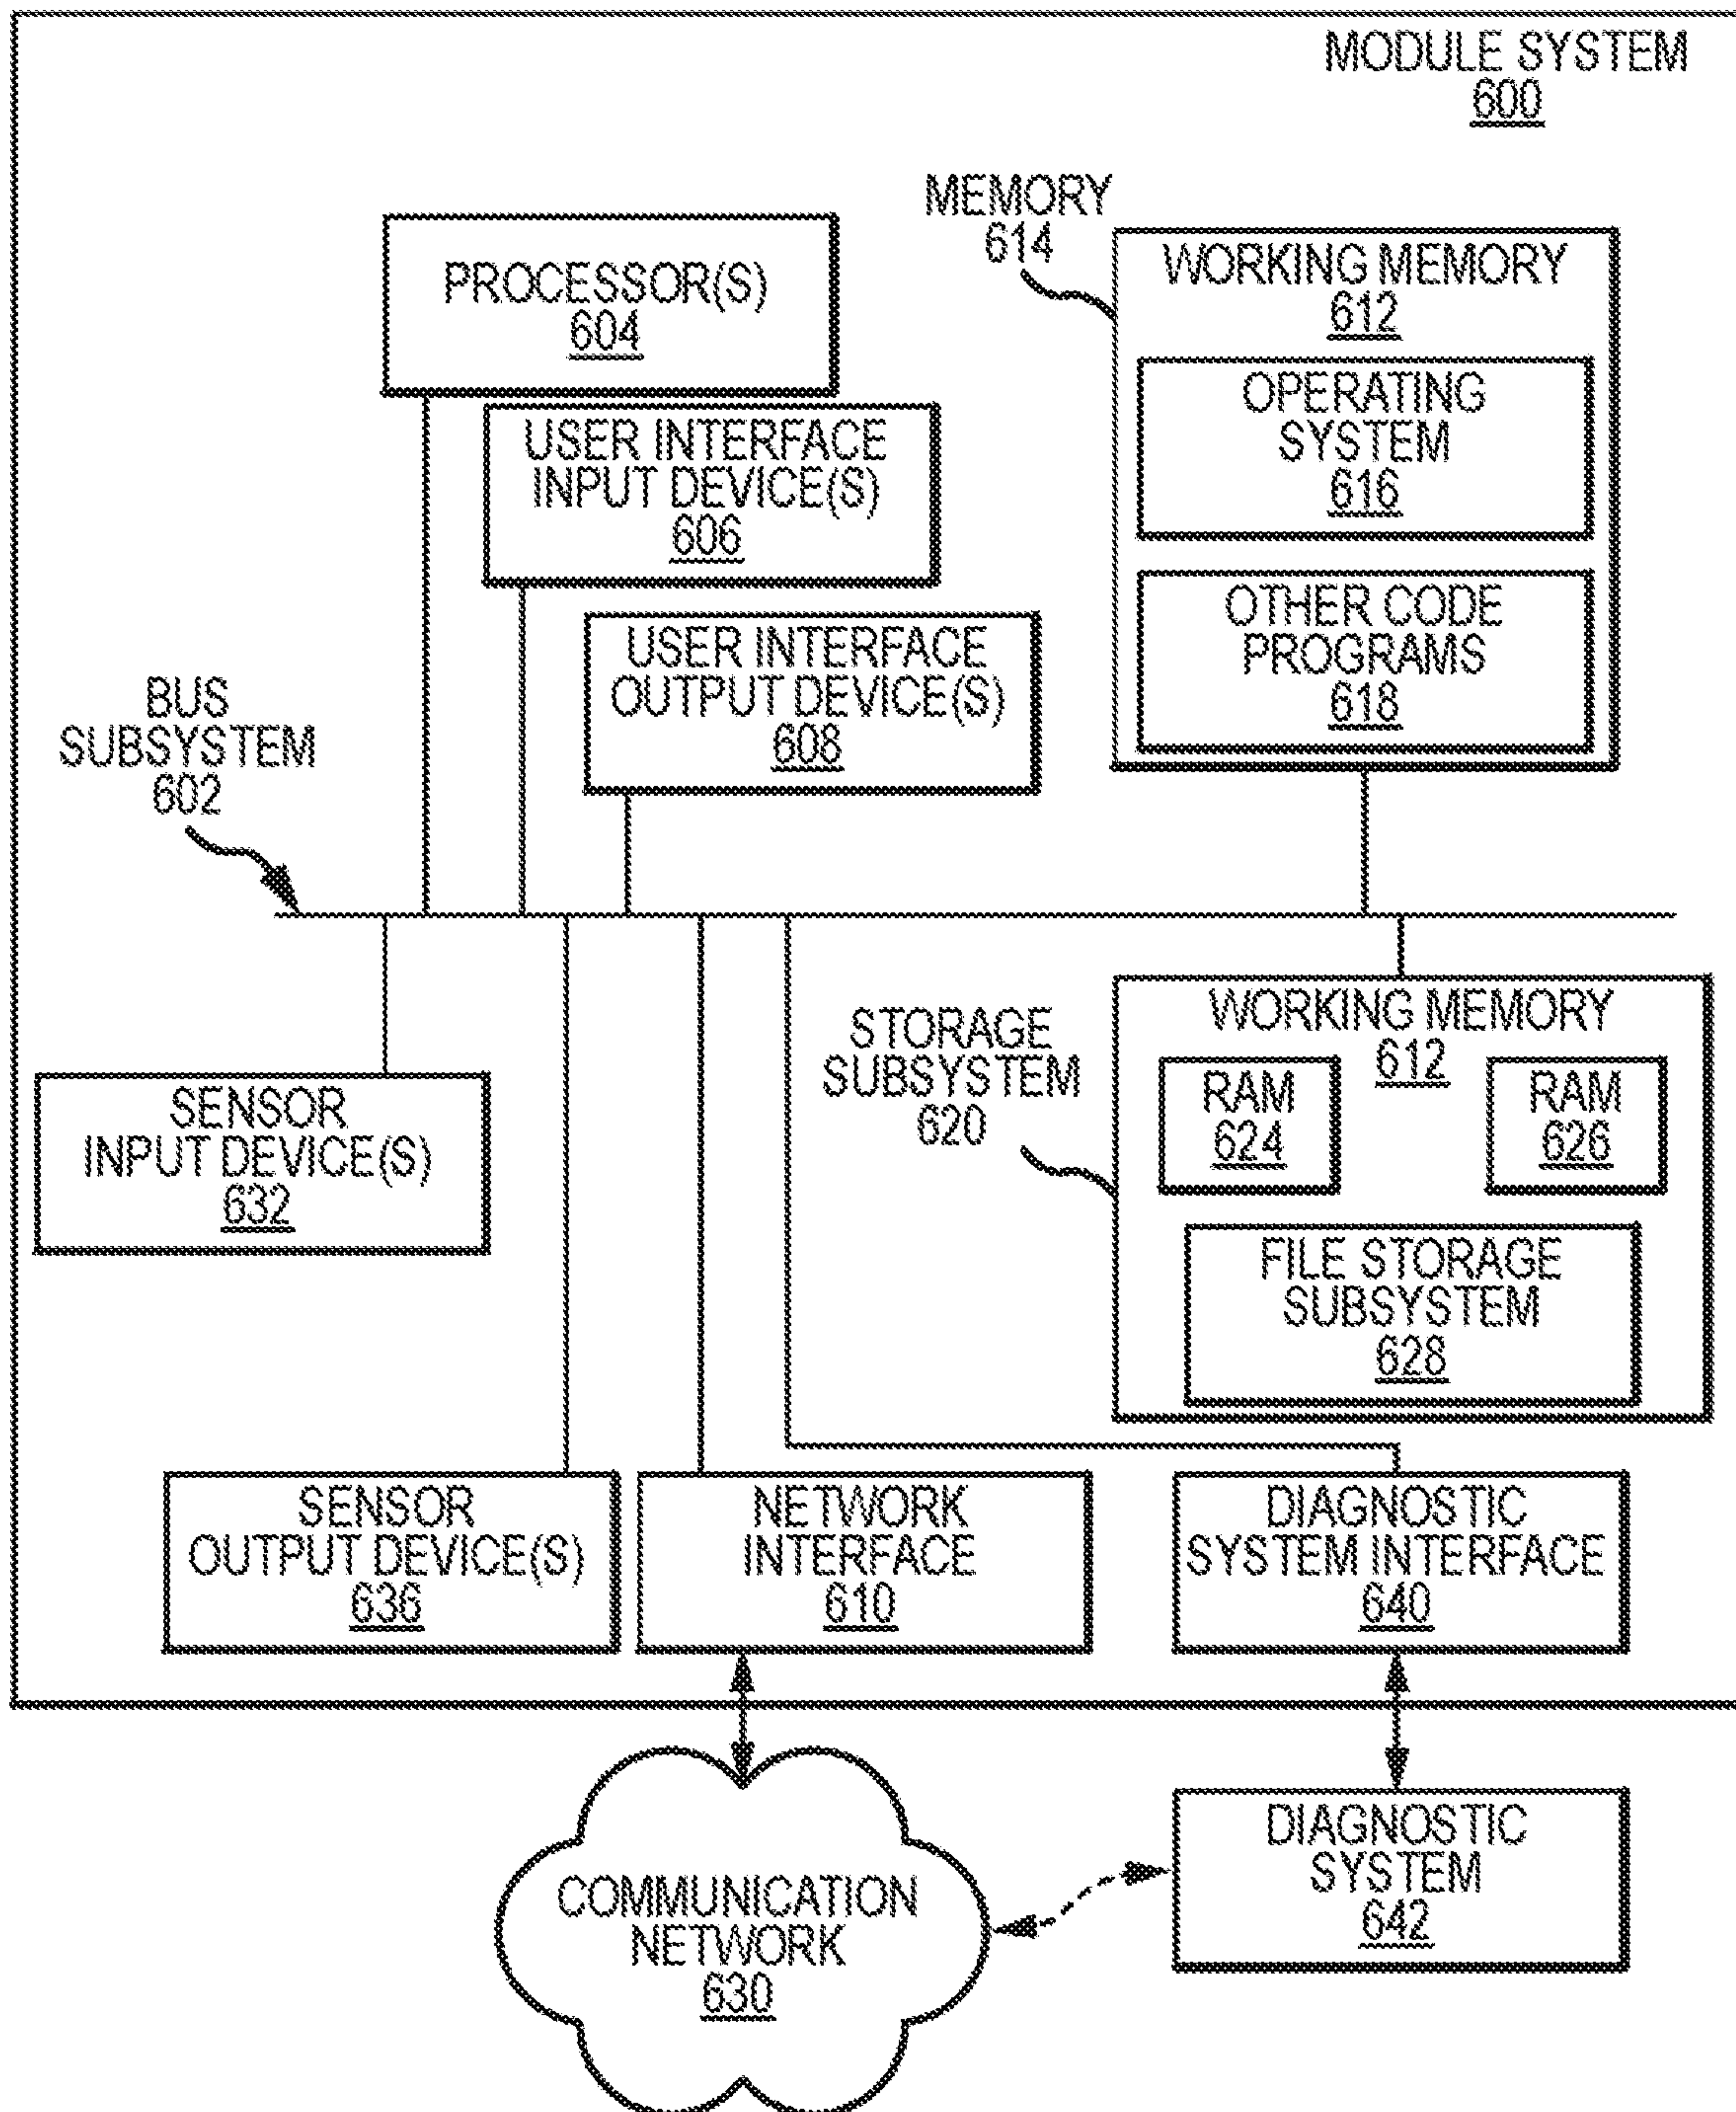 MODULE SYSTEM
600
MEMORY
614
WORKING MEMORY
612
OPERATING
SYSTEM
616
OTHER CODE
PROGRAMS
618
PROCESSOR(S)
604
USER INTERFACE
INPUT DEVICE(S)
606
USER INTERFACE
OUTPUT DEVICE(S)
608
BUS
SUBSYSTEM
602
STORAGE
SUBSYSTEM
620
WORKING MEMORY
612
RAM
624
RAM
626
FILE STORAGE
SUBSYSTEM
628
SENSOR
INPUT DEVICE(S)
632
SENSOR
OUTPUT DEVICE(S)
636
NETWORK
INTERFACE
610
DIAGNOSTIC
SYSTEM INTERFACE
640
COMMUNICATION
NETWORK
630
DIAGNOSTIC
SYSTEM
642